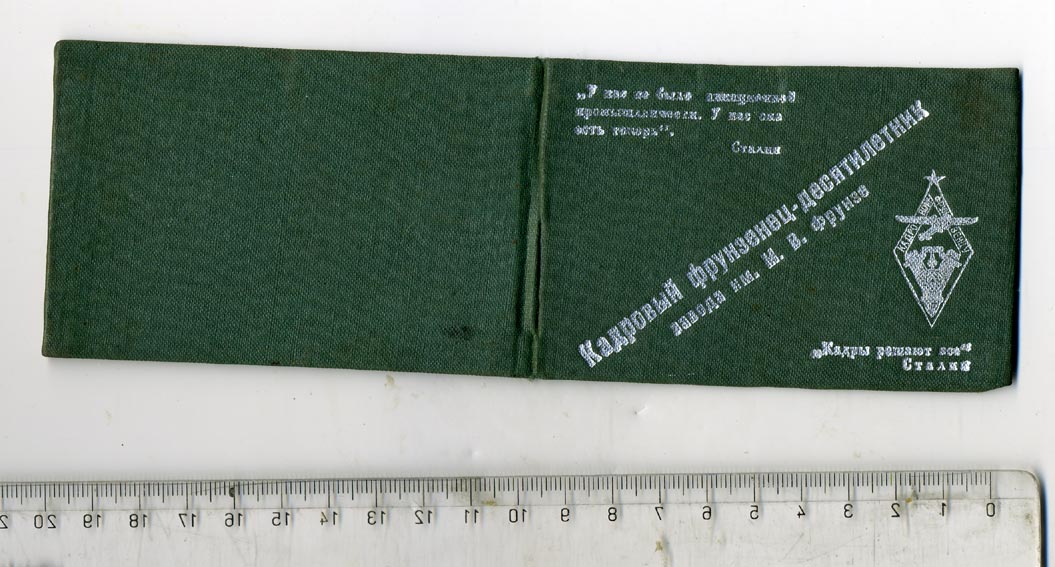 „У нас не было авиационной
промышленности. У нас она
есть теперь“.
Сталин
Кадровый фрунзенец-десятилетник
завода им. М. В. Фрунзе
„Кадры решают все“
Сталин
20 19 18 17 16 15 14 13 12 11 10 9 8 7 6 5 4 3 2 1 0